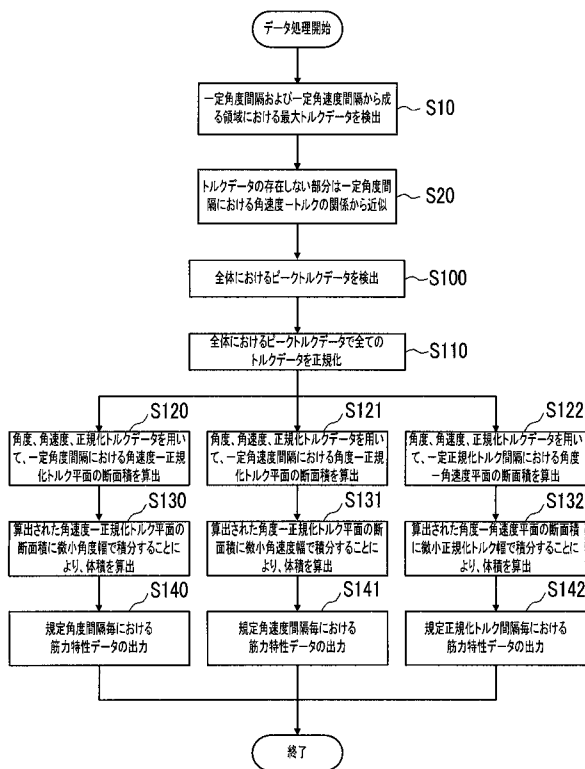 データ処理開始
一定角度間隔および一定角速度間隔から成
る領域における最大トルクデータを検出
S10
トルクデータの存在しない部分は一定角度間
隔における角速度ートルクの関係から近似
S20
全体におけるピークトルクデータを検出
S100
全体におけるピークトルクデータで全ての
トルクデータを正規化
S110
S120
角度、角速度、正規化トルクデータを用い
て、一定角度間隔における角速度ー正規
化トルク平面の断面積を算出
S121
角度、角速度、正規化トルクデータを用い
て、一定角速度間隔における角度ー正規
化トルク平面の断面積を算出
S122
角度、角速度、正規化トルクデータを用い
て、一定正規化トルク間隔における角度
ー角速度平面の断面積を算出
S130
算出された角速度ー正規化トルク平面の
断面積に微小角度幅で積分することに
より、体積を算出
S131
算出された角度ー正規化トルク平面の断
面積に微小角速度幅で積分することに
より、体積を算出
S132
算出された角度ー角速度平面の断面積
に微小正規化トルク幅で積分すること
により、体積を算出
S140
規定角度間隔毎における
筋力特性データの出力
S141
規定角速度間隔毎における
筋力特性データの出力
S142
規定正規化トルク間隔毎における
筋力特性データの出力
終了